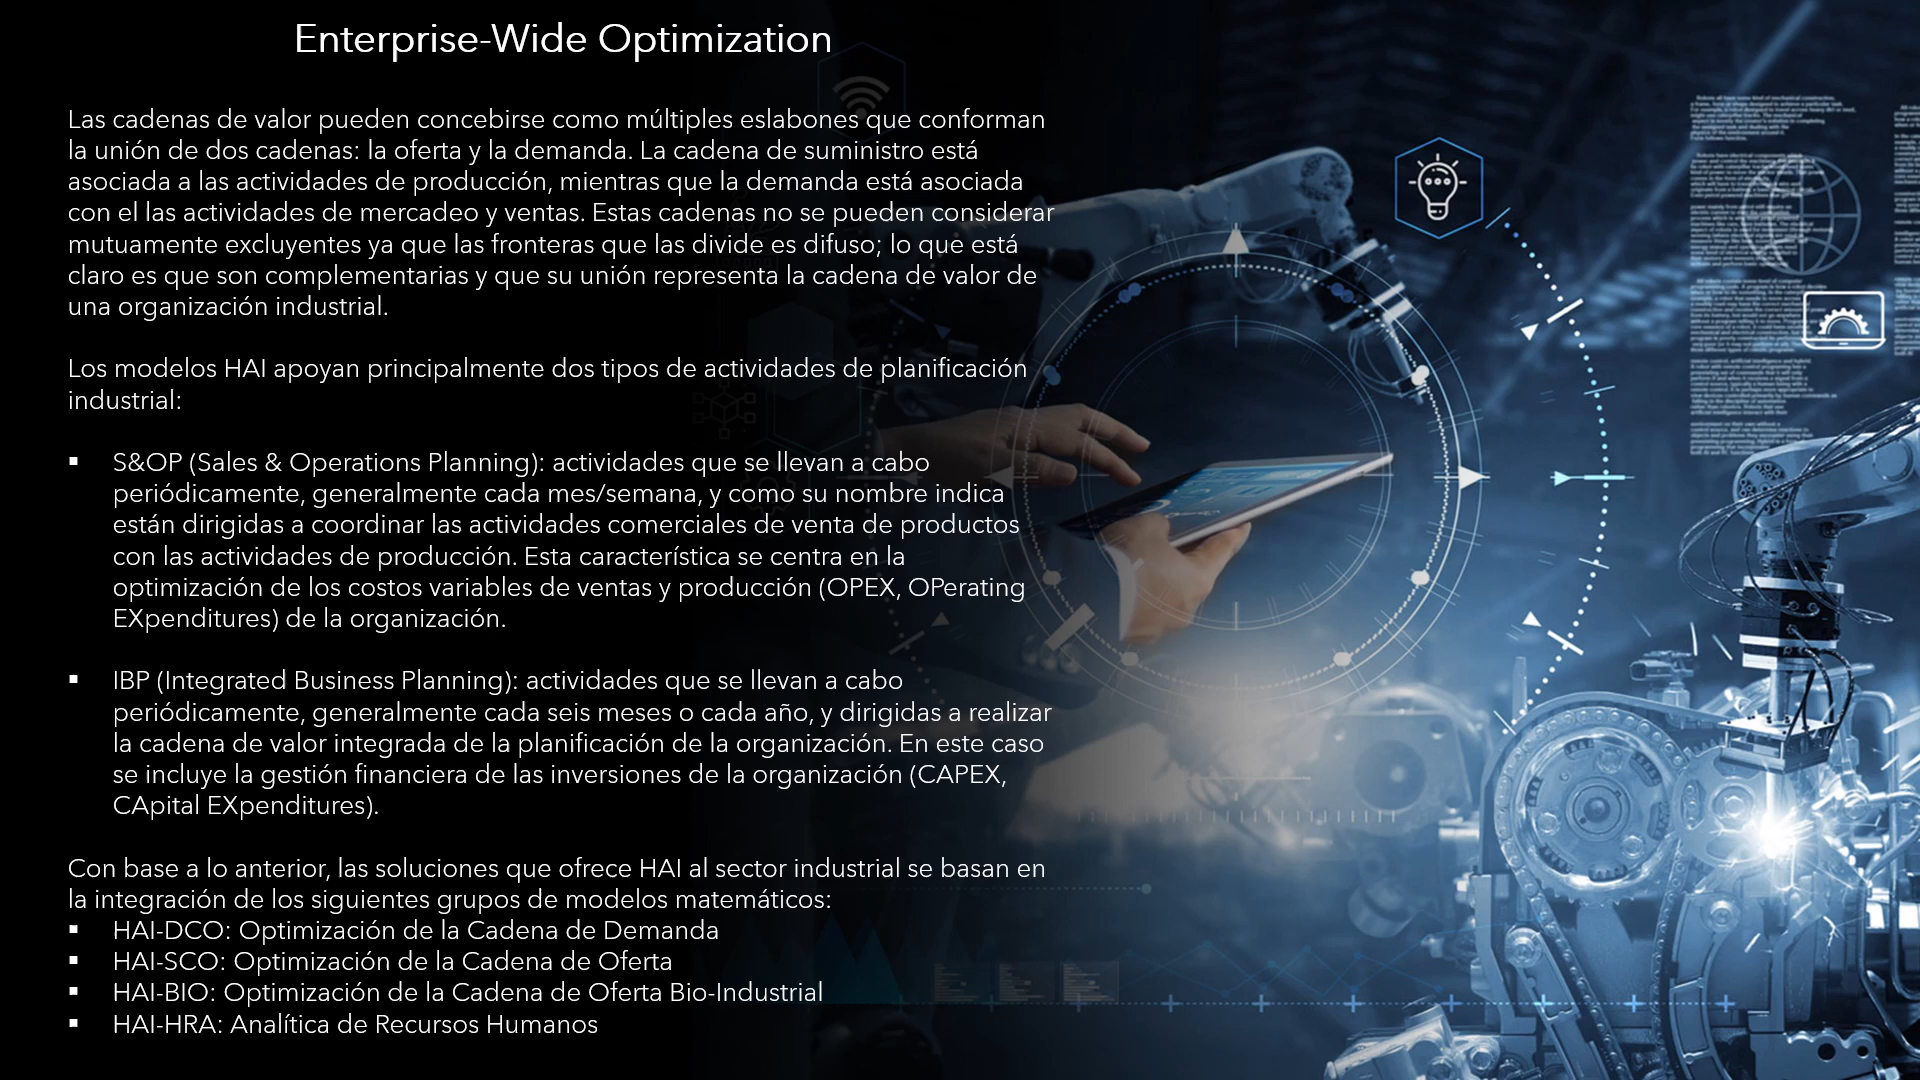 Enterprise-Wide Optimization
Las cadenas de valor pueden concebirse como múltiples eslabones que conforman
la unión de dos cadenas: la oferta y la demanda. La cadena de suministro está
asociada a las actividades de producción, mientras que la demanda está asociada
con el las actividades de mercadeo y ventas. Estas cadenas no se pueden considerar
mutuamente excluyentes ya que las fronteras que las divide es difuso; lo que está
claro es que son complementarias y que su unión representa la cadena de valor de
una organización industrial.
Los modelos HAI apoyan principalmente dos tipos de actividades de planificación
industrial:
▪ S&OP (Sales & Operations Planning): actividades que se llevan a cabo
periódicamente, generalmente cada mes/semana, y como su nombre indica
están dirigidas a coordinar las actividades comerciales de venta de productos
con las actividades de producción. Esta característica se centra en la
optimización de los costos variables de ventas y producción (OPEX, OPerating
EXpenditures) de la organización.
▪ IBP (Integrated Business Planning): actividades que se llevan a cabo
periódicamente, generalmente cada seis meses o cada año, y dirigidas a realizar
la cadena de valor integrada de la planificación de la organización. En este caso
se incluye la gestión financiera de las inversiones de la organización (CAPEX,
CApital EXpenditures).
Con base a lo anterior, las soluciones que ofrece HAI al sector industrial se basan en
la integración de los siguientes grupos de modelos matemáticos:
▪ HAI-DCO: Optimización de la Cadena de Demanda
▪ HAI-SCO: Optimización de la Cadena de Oferta
▪ HAI-BIO: Optimización de la Cadena de Oferta Bio-Industrial
▪ HAI-HRA: Analítica de Recursos Humanos